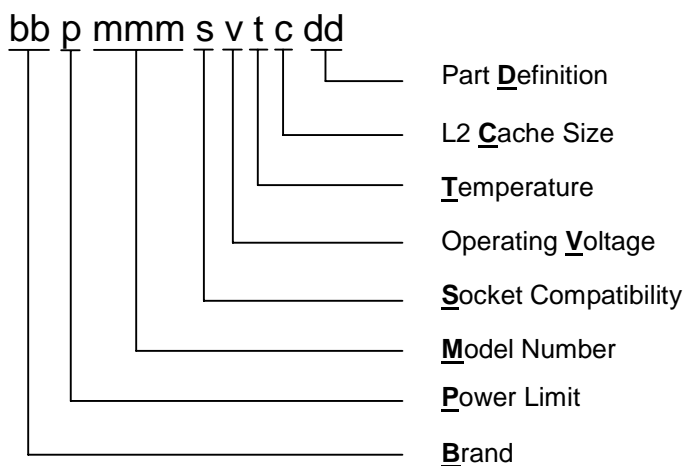 bb p mmm s v t c dd
Part Definition
L2 Cache Size
Temperature
Operating Voltage
Socket Compatibility
Model Number
Power Limit
Brand